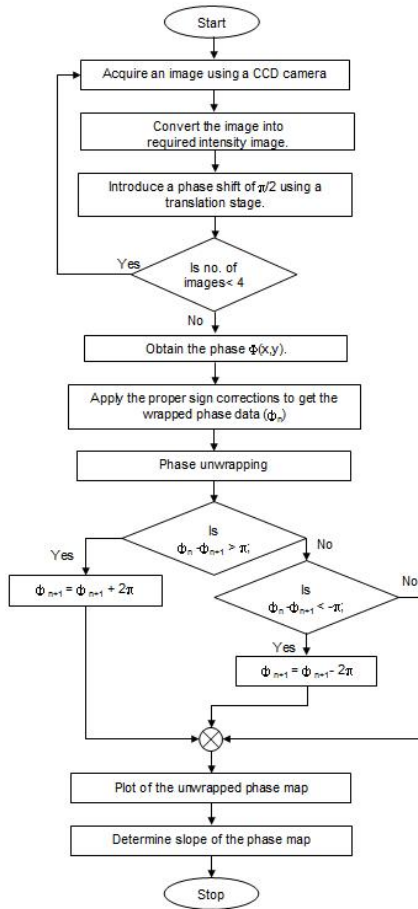 Start
Acquire an image using a CCD camera
Convert the image into
required intensity image.
Introduce a phase shift of π/2 using a
translation stage.
Yes
Is no. of
images< 4
No
Obtain the phase Φ(x,y).
Apply the proper sign corrections to get the
wrapped phase data (ϕₙ)
Phase unwrapping
Is
ϕₙ -ϕₙ₊₁ > π;
Yes
No
ϕₙ₊₁ = ϕₙ₊₁ + 2π
Is
ϕₙ -ϕₙ₊₁ < -π;
No
Yes
ϕₙ₊₁ = ϕₙ₊₁- 2π
Plot of the unwrapped phase map
Determine slope of the phase map
Stop